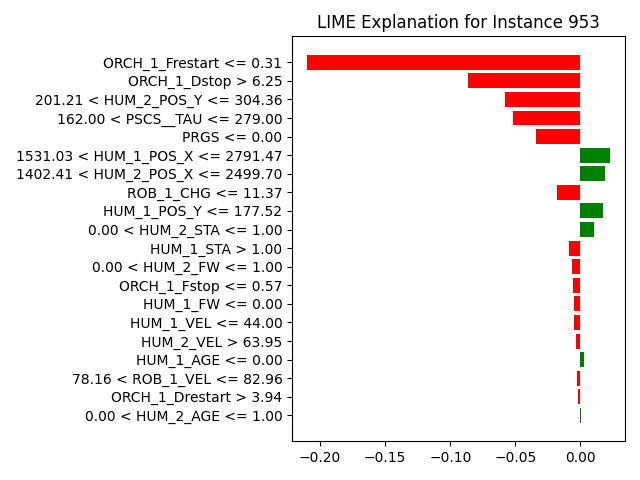 LIME Explanation for Instance 953
ORCH_1_Frestart <= 0.31
ORCH_1_Dstop > 6.25
201.21 < HUM_2_POS_Y <= 304.36
162.00 < PSCS__TAU <= 279.00
PRGS <= 0.00
1531.03 < HUM_1_POS_X <= 2791.47
1402.41 < HUM_2_POS_X <= 2499.70
ROB_1_CHG <= 11.37
HUM_1_POS_Y <= 177.52
0.00 < HUM_2_STA <= 1.00
HUM_1_STA > 1.00
0.00 < HUM_2_FW <= 1.00
ORCH_1_Fstop <= 0.57
HUM_1_FW <= 0.00
HUM_1_VEL <= 44.00
HUM_2_VEL > 63.95
HUM_1_AGE <= 0.00
78.16 < ROB_1_VEL <= 82.96
ORCH_1_Drestart > 3.94
0.00 < HUM_2_AGE <= 1.00
−0.20 −0.15 −0.10 −0.05 0.00